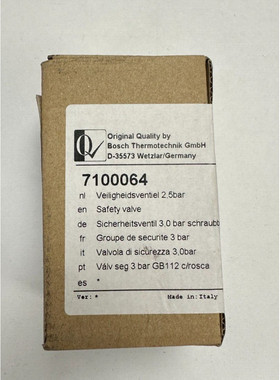 QV
Original Quality by
Bosch Thermotechnik GmbH
D-35573 Wetzlar/Germany
7100064
nl Veiligheidsventiel 2,5bar
en Safety valve
de Sicherheitsventil 3,0 bar schraubb
fr Groupe de securite 3 bar
it Valvola di sicurezza 3,0bar
pt Válv seg 3 bar GB112 c/rosca
es *
Ver: * Made in: Italy